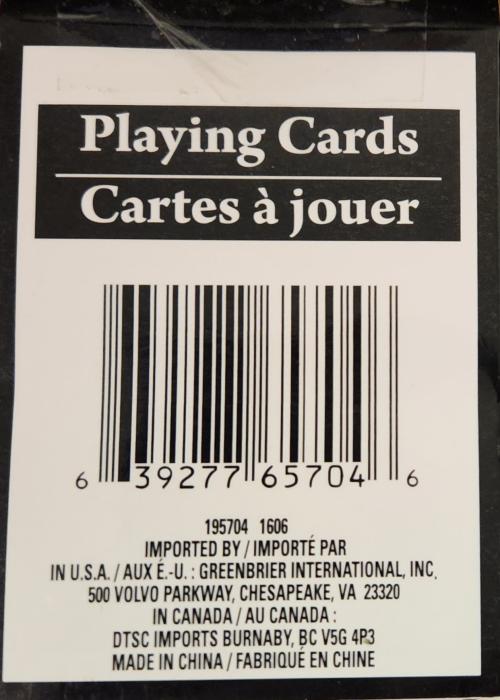 Playing Cards
Cartes à jouer
6 39277 65704 6
195704 1606
IMPORTED BY / IMPORTÉ PAR
IN U.S.A. / AUX É.-U. : GREENBRIER INTERNATIONAL, INC.
500 VOLVO PARKWAY, CHESAPEAKE, VA 23320
IN CANADA / AU CANADA :
DTSC IMPORTS BURNABY, BC V5G 4P3
MADE IN CHINA / FABRIQUÉ EN CHINE